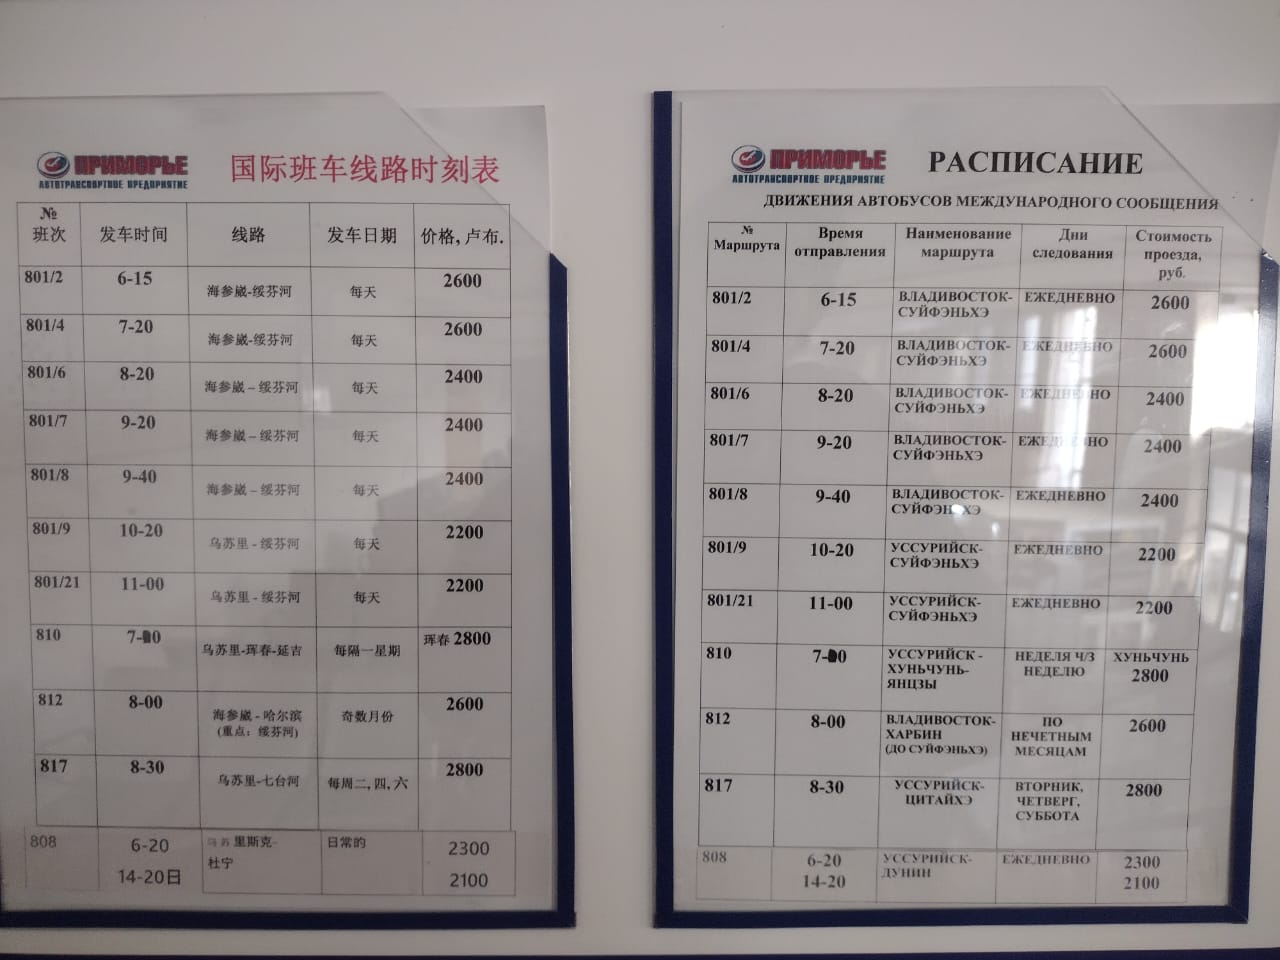 ПРИМОРЬЕ
АВТОТРАНСПОРТНОЕ ПРЕДПРИЯТИЕ
国际班车线路时刻表
№
班次 发车时间 线路 发车日期 价格, 卢布.
801/2 6-15 海参崴-绥芬河 每天 2600
801/4 7-20 海参崴-绥芬河 每天 2600
801/6 8-20 海参崴 – 绥芬河 每天 2400
801/7 9-20 海参崴 – 绥芬河 每天 2400
801/8 9-40 海参崴 – 绥芬河 每天 2400
801/9 10-20 乌苏里 - 绥芬河 每天 2200
801/21 11-00 乌苏里 - 绥芬河 每天 2200
810 7- 0 乌苏里-珲春-延吉 每隔一星期 珲春 2800
812 8-00 海参崴 - 哈尔滨 奇数月份 2600
(重点：绥芬河)
817 8-30 乌苏里-七台河 每周二, 四, 六 2800
808 6-20 乌苏里斯克- 日常的 2300
杜宁
14-20日 2100
ПРИМОРЬЕ
АВТОТРАНСПОРТНОЕ ПРЕДПРИЯТИЕ
РАСПИСАНИЕ
ДВИЖЕНИЯ АВТОБУСОВ МЕЖДУНАРОДНОГО СООБЩЕНИЯ
№ Время Наименование Дни Стоимость
Маршрута отправления маршрута следования проезда,
руб.
801/2 6-15 ВЛАДИВОСТОК- ЕЖЕДНЕВНО 2600
СУЙФЭНЬХЭ
801/4 7-20 ВЛАДИВОСТОК- ЕЖЕДНЕВНО 2600
СУЙФЭНЬХЭ
801/6 8-20 ВЛАДИВОСТОК- ЕЖЕДНЕВНО 2400
СУЙФЭНЬХЭ
801/7 9-20 ВЛАДИВОСТОК- ЕЖЕДНЕВНО 2400
СУЙФЭНЬХЭ
801/8 9-40 ВЛАДИВОСТОК- ЕЖЕДНЕВНО 2400
СУЙФЭНЬХЭ
801/9 10-20 УССУРИЙСК- ЕЖЕДНЕВНО 2200
СУЙФЭНЬХЭ
801/21 11-00 УССУРИЙСК- ЕЖЕДНЕВНО 2200
СУЙФЭНЬХЭ
810 7- 0 УССУРИЙСК - НЕДЕЛЯ Ч/З ХУНЬЧУНЬ
ХУНЬЧУНЬ- НЕДЕЛЮ 2800
ЯНЦЗЫ
812 8-00 ВЛАДИВОСТОК- ПО 2600
ХАРБИН НЕЧЕТНЫМ
(ДО СУЙФЭНЬХЭ) МЕСЯЦАМ
817 8-30 УССУРИЙСК- ВТОРНИК, 2800
ЦИТАЙХЭ ЧЕТВЕРГ,
СУББОТА
808 6-20 УССУРИЙСК- ЕЖЕДНЕВНО 2300
14-20 ДУНИН 2100